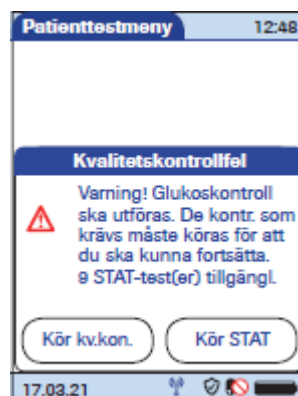 Patienttestmeny 12:48
Kvalitetskontrollfel
Varning! Glukoskontroll
ska utföras. De kontr. som
krävs måste köras för att
du ska kunna fortsätta.
9 STAT-test(er) tillgängl.
Kör kv.kon. Kör STAT
17.03.21